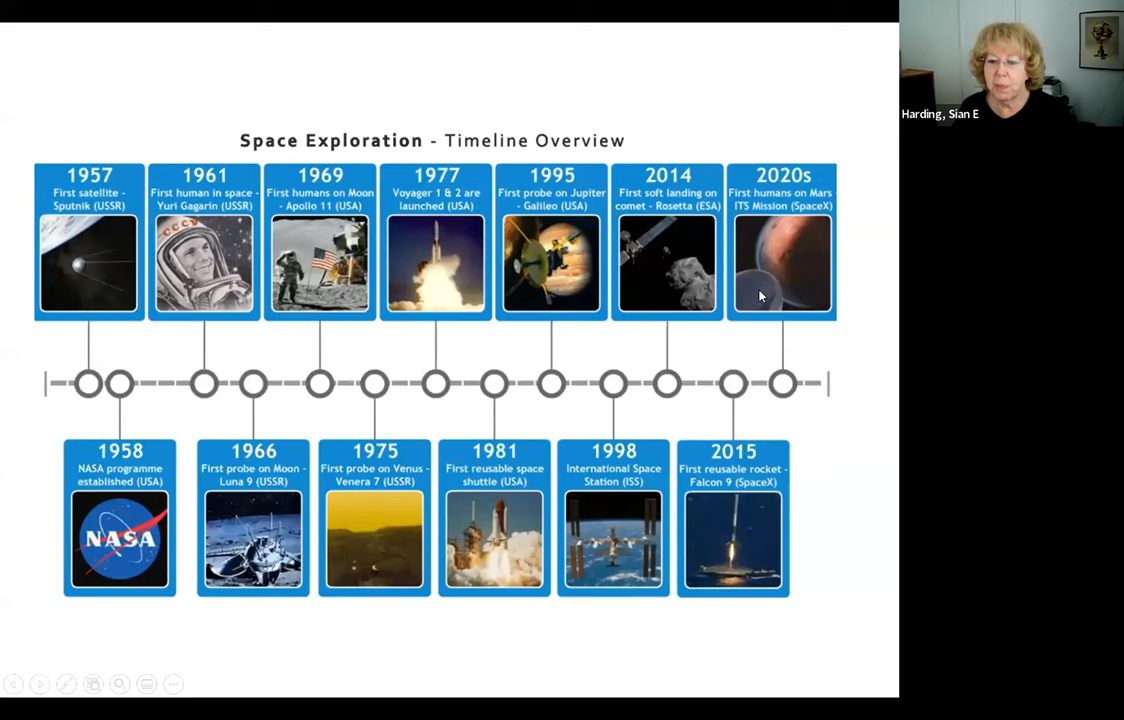 Harding, Sian E
Space Exploration - Timeline Overview
1957
First satellite -
Sputnik (USSR)
1961
First human in space -
Yuri Gagarin (USSR)
СССР
1969
First humans on Moon
- Apollo 11 (USA)
1977
Voyager 1 & 2 are
launched (USA)
1995
First probe on Jupiter
- Galileo (USA)
2014
First soft landing on
comet - Rosetta (ESA)
2020s
First humans on Mars
ITS Mission (SpaceX)
1958
NASA programme
established (USA)
NASA
1966
First probe on Moon -
Luna 9 (USSR)
1975
First probe on Venus -
Venera 7 (USSR)
1981
First reusable space
shuttle (USA)
1998
International Space
Station (ISS)
2015
First reusable rocket -
Falcon 9 (SpaceX)